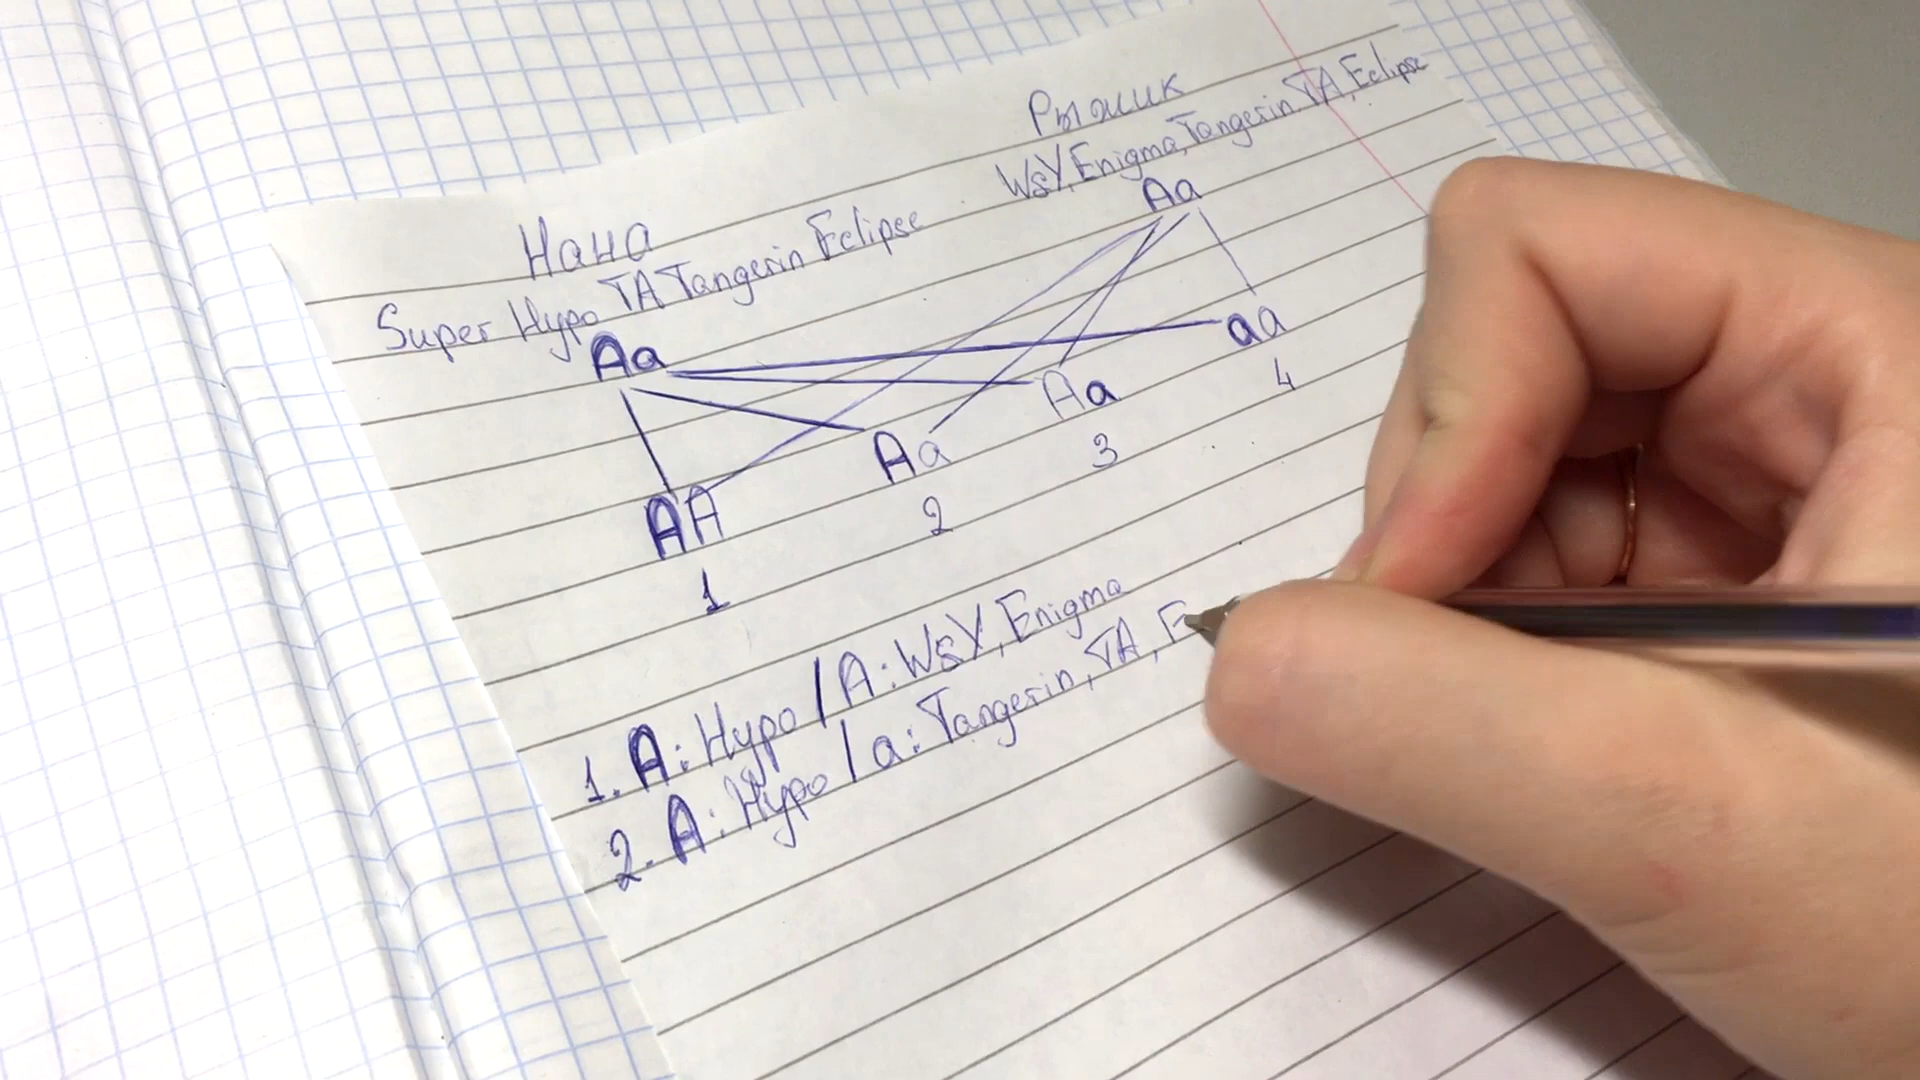 Рыжик
WsY, Enigma, Tangerin TA, Eclipse
Aa
Нана
Super Hypo TA Tangerin Eclipse
Aa
aa
4
Aa
3
Aa
2
AA
1
1. A: Hypo / A: WsY, Enigma
2. A: Hypo / a: Tangerin, TA, E